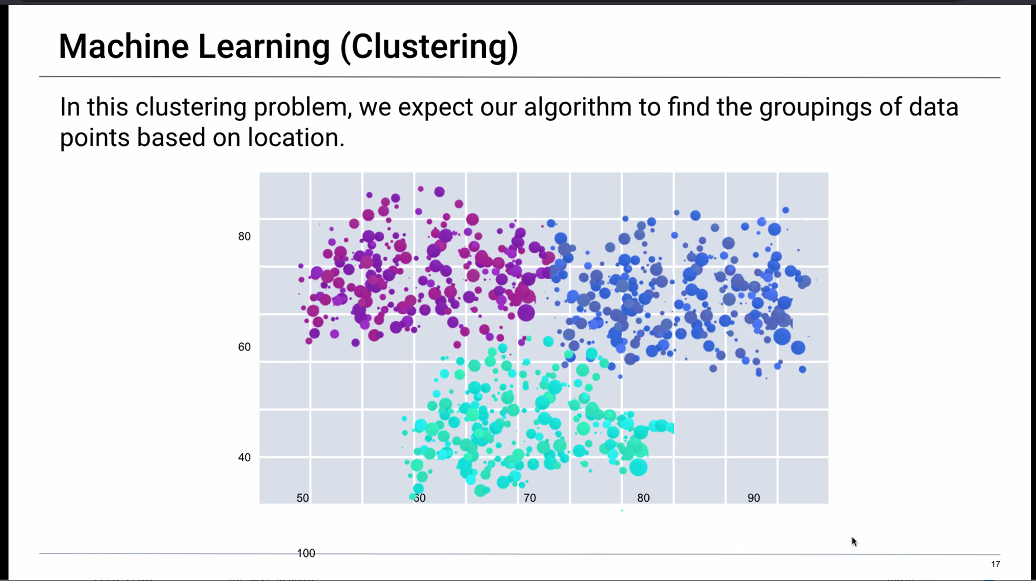 Machine Learning (Clustering)
In this clustering problem, we expect our algorithm to find the groupings of data
points based on location.
80
60
40
50 60 70 80 90
100
17